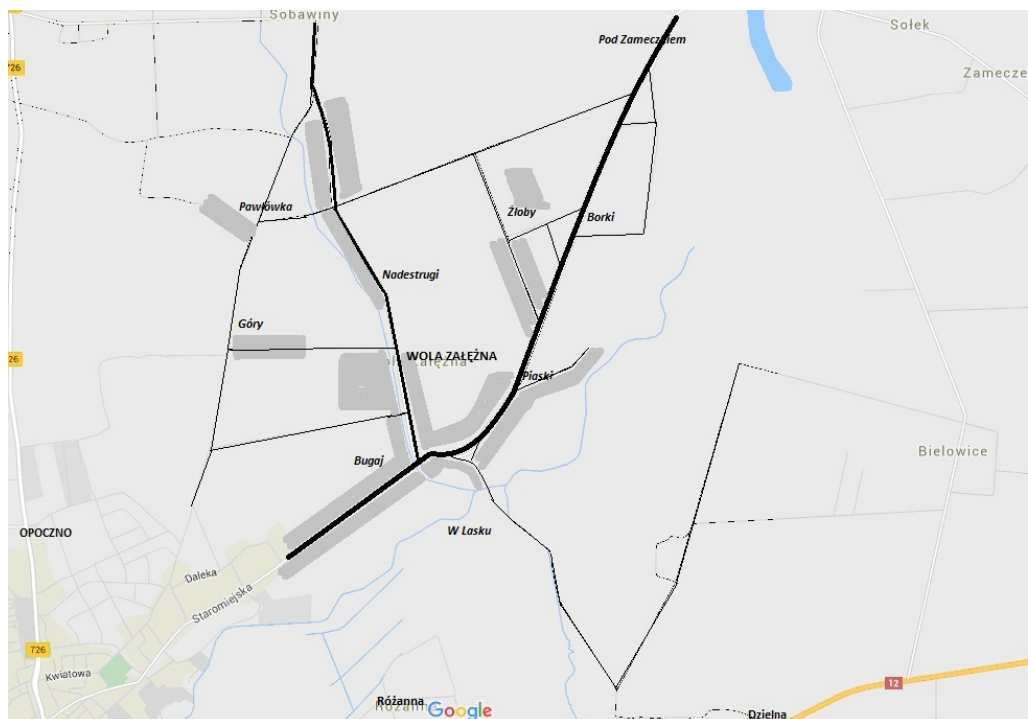 Sobawiny
Pod Zameczkiem
Sołek
726
Zamecze
Pawłówka
Żłoby
Borki
Nadestrugi
Góry
26
WOLA ZAŁĘŻNA
Piaski
Bugaj
Bielowice
OPOCZNO
W Lasku
Daleka
Staromiejska
726
Kwiatowa
12
Różanna
Google
Dzielna